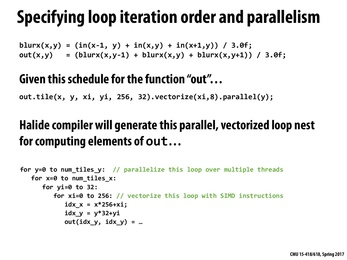 Specifying loop iteration order and parallelism
blurx(x,y) = (in(x-1, y) + in(x,y) + in(x+1,y)) / 3.0f;
out(x,y) = (blurx(x,y-1) + blurx(x,y) + blurx(x,y+1)) / 3.0f;
Given this schedule for the function “out”…
out.tile(x, y, xi, yi, 256, 32).vectorize(xi,8).parallel(y);
Halide compiler will generate this parallel, vectorized loop nest
for computing elements of out…
for y=0 to num_tiles_y: // parallelize this loop over multiple threads
for x=0 to num_tiles_x:
for yi=0 to 32:
for xi=0 to 256: // vectorize this loop with SIMD instructions
idx_x = x*256+xi;
idx_y = y*32+yi
out(idx_x, idx_y) = …
CMU 15-418/618, Spring 2017